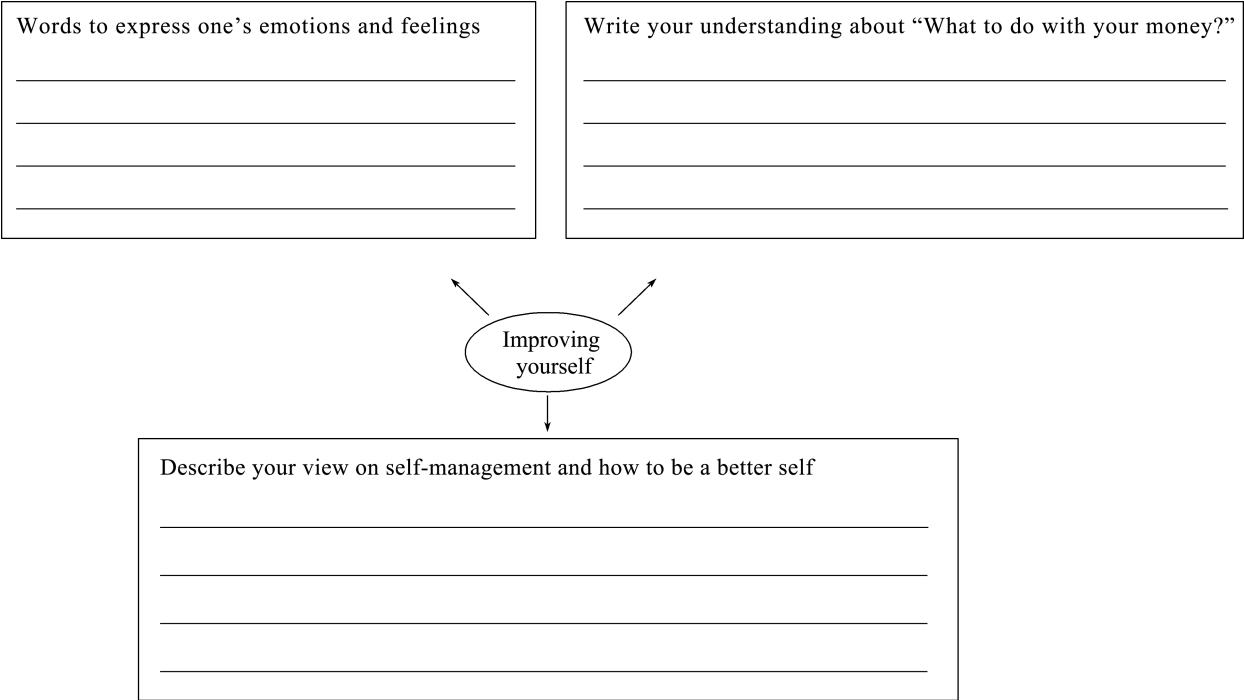 Words to express one’s emotions and feelings
Write your understanding about “What to do with your money?”
Improving
yourself
Describe your view on self-management and how to be a better self